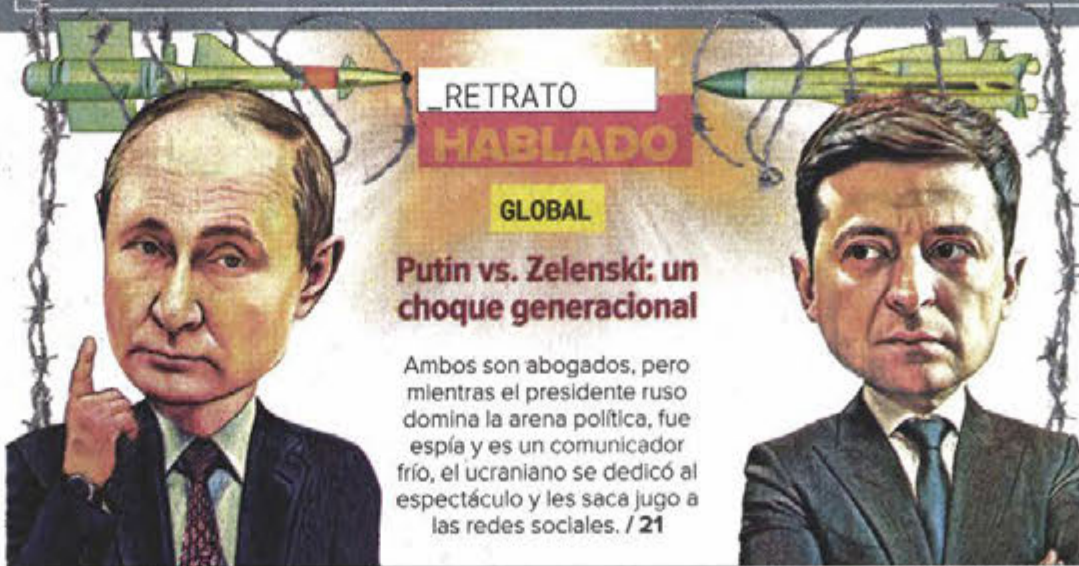 _RETRATO
HABLADO
GLOBAL
Putin vs. Zelenski: un
choque generacional
Ambos son abogados, pero
mientras el presidente ruso
domina la arena política, fue
espía y es un comunicador
frío, el ucraniano se dedicó al
espectáculo y les saca jugo a
las redes sociales. / 21